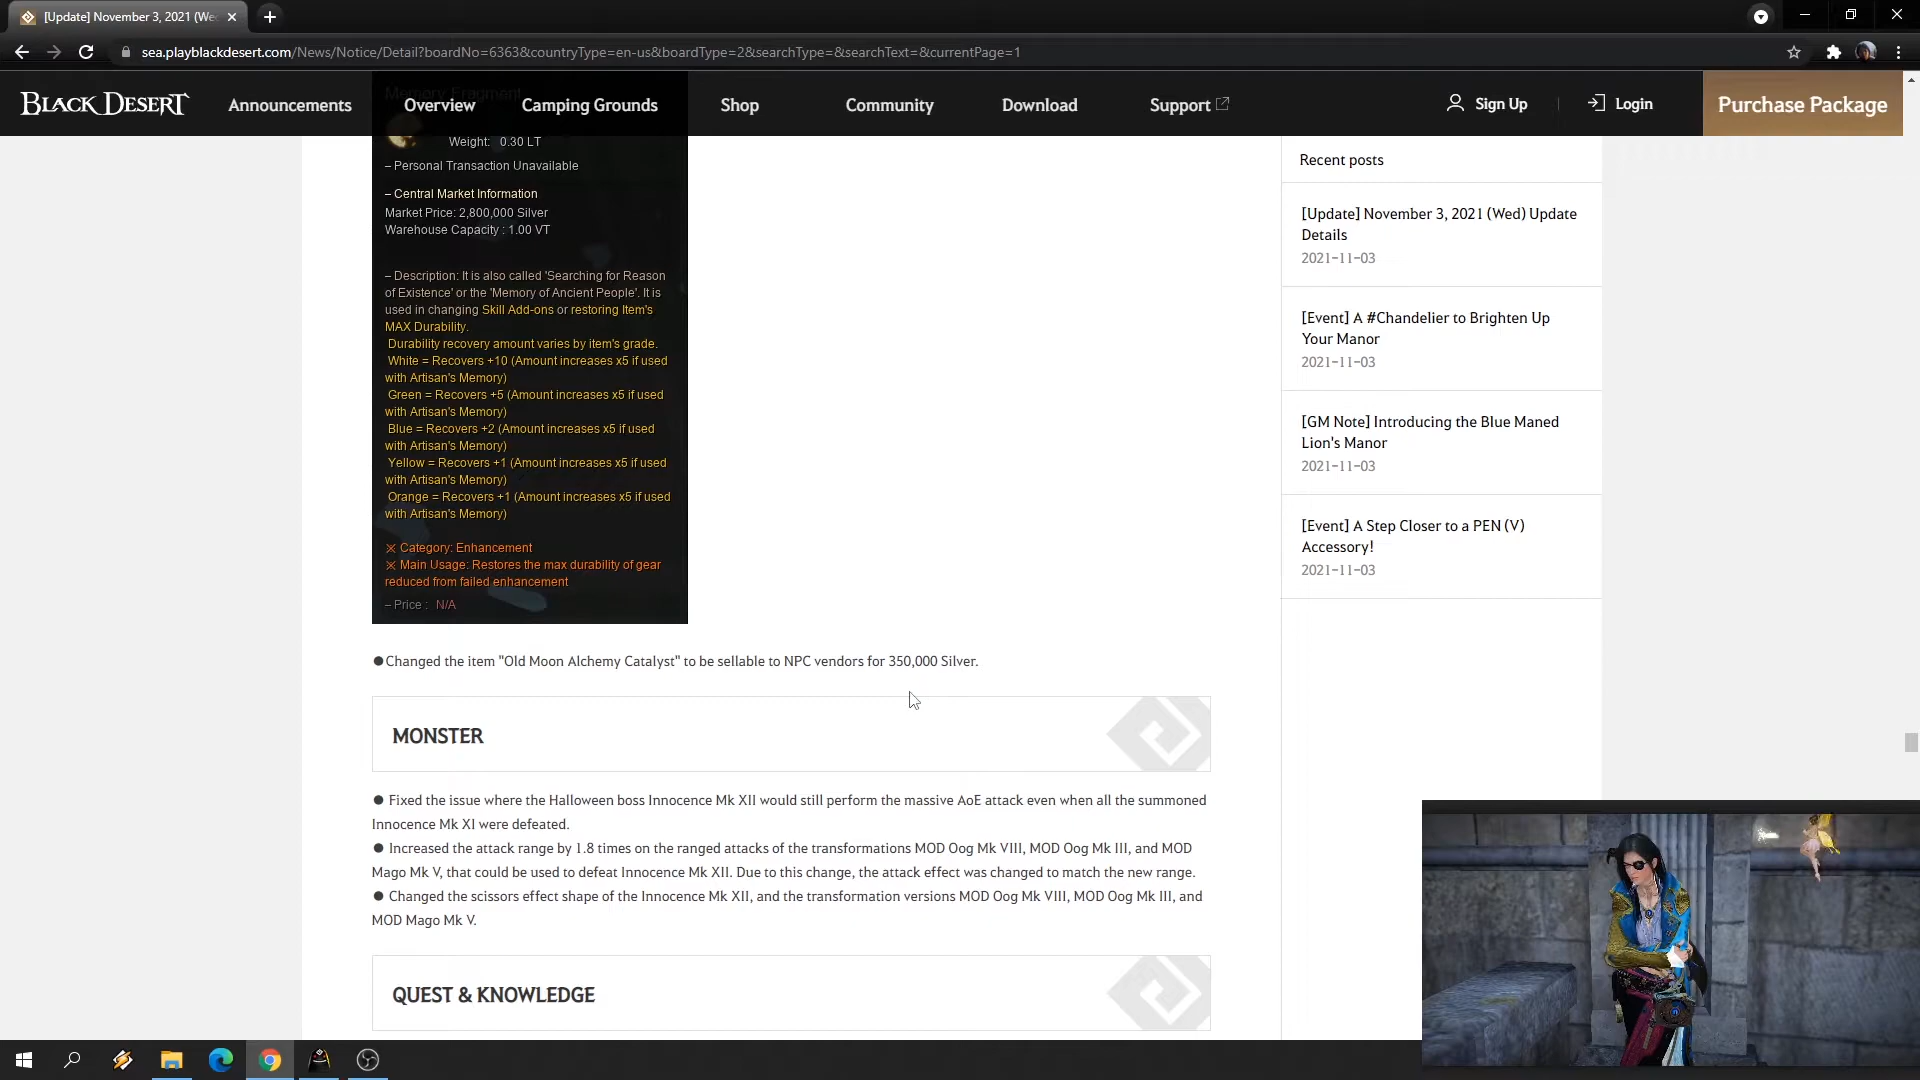 [Update] November 3, 2021 (We
sea.playblackdesert.com/News/Notice/Detail?boardNo=6363&countryType=en-us&boardType=2&searchType=&searchText=&currentPage=1
BLACK DESERT
Announcements
Overview
Camping Grounds
Shop
Community
Download
Support
Sign Up
Login
Purchase Package
Memory Fragment
Weight: 0.30 LT
– Personal Transaction Unavailable
– Central Market Information
Market Price: 2,800,000 Silver
Warehouse Capacity : 1.00 VT
– Description: It is also called 'Searching for Reason
of Existence' or the 'Memory of Ancient People'. It is
used in changing Skill Add-ons or restoring Item's
MAX Durability.
Durability recovery amount varies by item's grade.
White = Recovers +10 (Amount increases x5 if used
with Artisan's Memory)
Green = Recovers +5 (Amount increases x5 if used
with Artisan's Memory)
Blue = Recovers +2 (Amount increases x5 if used
with Artisan's Memory)
Yellow = Recovers +1 (Amount increases x5 if used
with Artisan's Memory)
Orange = Recovers +1 (Amount increases x5 if used
with Artisan's Memory)
※ Category: Enhancement
※ Main Usage: Restores the max durability of gear
reduced from failed enhancement
– Price : N/A
●Changed the item "Old Moon Alchemy Catalyst" to be sellable to NPC vendors for 350,000 Silver.
MONSTER
● Fixed the issue where the Halloween boss Innocence Mk XII would still perform the massive AoE attack even when all the summoned
Innocence Mk XI were defeated.
● Increased the attack range by 1.8 times on the ranged attacks of the transformations MOD Oog Mk VIII, MOD Oog Mk III, and MOD
Mago Mk V, that could be used to defeat Innocence Mk XII. Due to this change, the attack effect was changed to match the new range.
● Changed the scissors effect shape of the Innocence Mk XII, and the transformation versions MOD Oog Mk VIII, MOD Oog Mk III, and
MOD Mago Mk V.
QUEST & KNOWLEDGE
Recent posts
[Update] November 3, 2021 (Wed) Update
Details
2021-11-03
[Event] A #Chandelier to Brighten Up
Your Manor
2021-11-03
[GM Note] Introducing the Blue Maned
Lion's Manor
2021-11-03
[Event] A Step Closer to a PEN (V)
Accessory!
2021-11-03